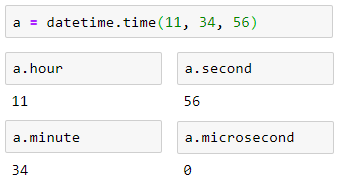 a = datetime.time(11, 34, 56)
a.hour
11
a.second
56
a.minute
34
a.microsecond
0